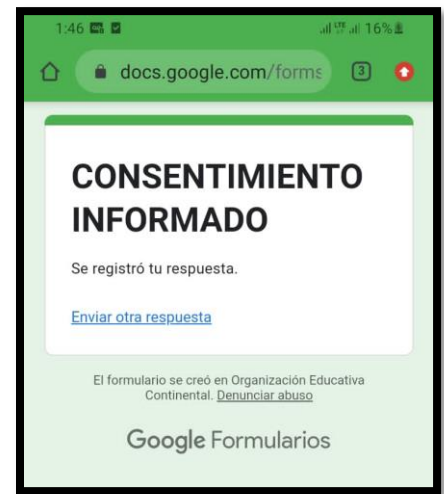 1:46 16%
docs.google.com/forms 3
CONSENTIMIENTO
INFORMADO
Se registró tu respuesta.
Enviar otra respuesta
El formulario se creó en Organización Educativa
Continental. Denunciar abuso
Google Formularios